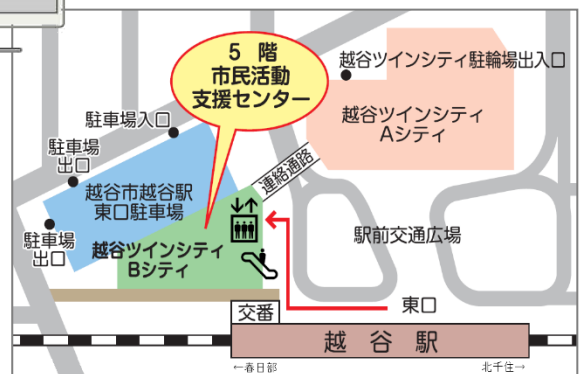 5 階
市民活動
支援センター
越谷ツインシティ駐輪場出入口
越谷ツインシティ
Aシティ
駐車場入口
駐車場
出口
越谷市越谷駅
東口駐車場
連絡通路
駐車場
出口
越谷ツインシティ
Bシティ
駅前交通広場
交番
東口
越谷駅
←春日部
北千住→